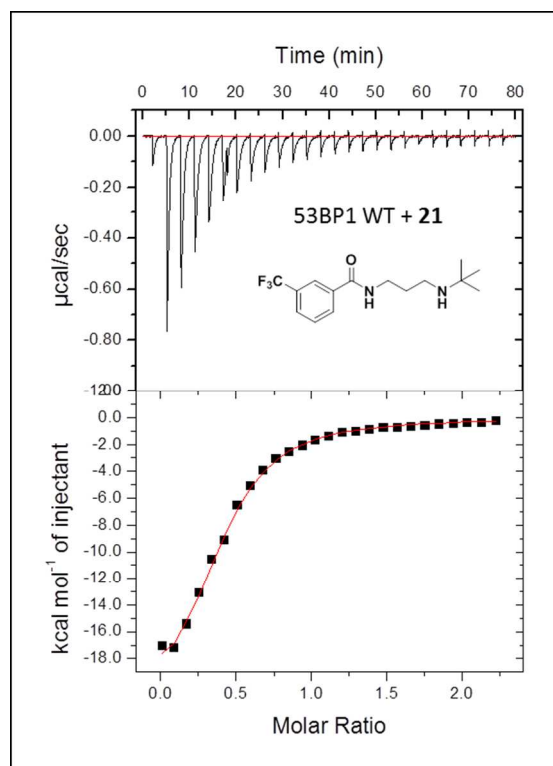 Time (min)
0 10 20 30 40 50 60 70 80
0.00
-0.20
-0.40
-0.60
-0.80
µcal/sec
53BP1 WT + 21
F₃C
O
N
H
N
H
0.0
-2.0
-4.0
-6.0
-8.0
-10.0
-12.0
-14.0
-16.0
-18.0
kcal mol⁻¹ of injectant
0.0 0.5 1.0 1.5 2.0
Molar Ratio